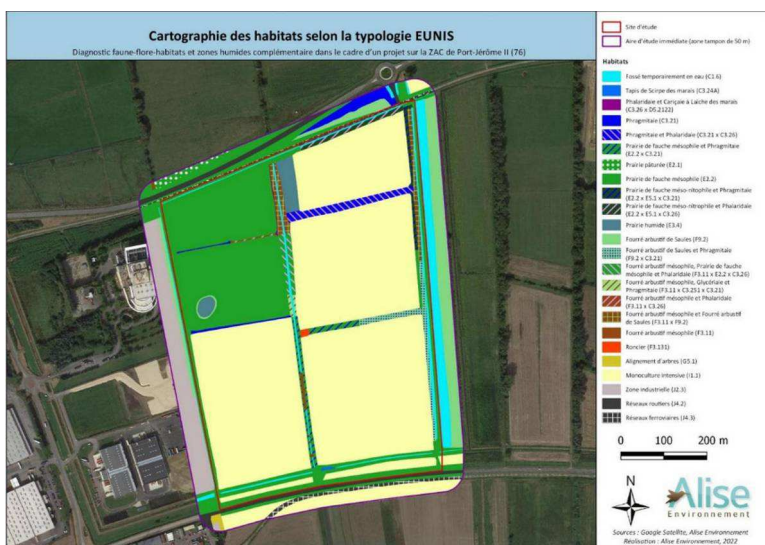 Cartographie des habitats selon la typologie EUNIS
Diagnostic faune-flore-habitats et zones humides complémentaire dans le cadre d'un projet sur la ZAC de Port-Jérôme II (76)
Site d'étude
Aire d'étude immédiate (zone tampon de 50 m)
Habitats
Fossé temporairement en eau (C1.6)
Tapis de Scirpe des marais (C3.24A)
Phalaridaie et Cariçaie à Laîche des marais
(C3.26 x D5.2122)
Phragmitaie (C3.21)
Phragmitaie et Phalaridaie (C3.21 x C3.26)
Prairie de fauche mésophile et Phragmitaie
(E2.2 x C3.21)
Prairie pâturée (E2.1)
Prairie de fauche mésophile (E2.2)
Prairie de fauche méso-nitrophile et Phragmitaie
(E2.2 x E5.1 x C3.21)
Prairie de fauche méso-nitrophile et Phalaridaie
(E2.2 x E5.1 x C3.26)
Prairie humide (E3.4)
Fourré arbustif de Saules (F9.2)
Fourré arbustif de Saules et Phragmitaie
(F9.2 x C3.21)
Fourré arbustif mésophile, Prairie de fauche
mésophile et Phalaridaie (F3.11 x E2.2 x C3.26)
Fourré arbustif mésophile, Glycériaie et
Phragmitaie (F3.11 x C3.251 x C3.21)
Fourré arbustif mésophile et Phalaridaie
(F3.11 x C3.26)
Fourré arbustif mésophile et Fourré arbustif
de Saules (F3.11 x F9.2)
Fourré arbustif mésophile (F3.11)
Roncier (F3.131)
Alignement d'arbres (G5.1)
Monoculture intensive (I1.1)
Zone industrielle (J2.3)
Réseaux routiers (J4.2)
Réseaux ferroviaires (J4.3)
0 100 200 m
N
Alise
Environnement
Sources : Google Satellite, Alise Environnement
Réalisation : Alise Environnement, 2022